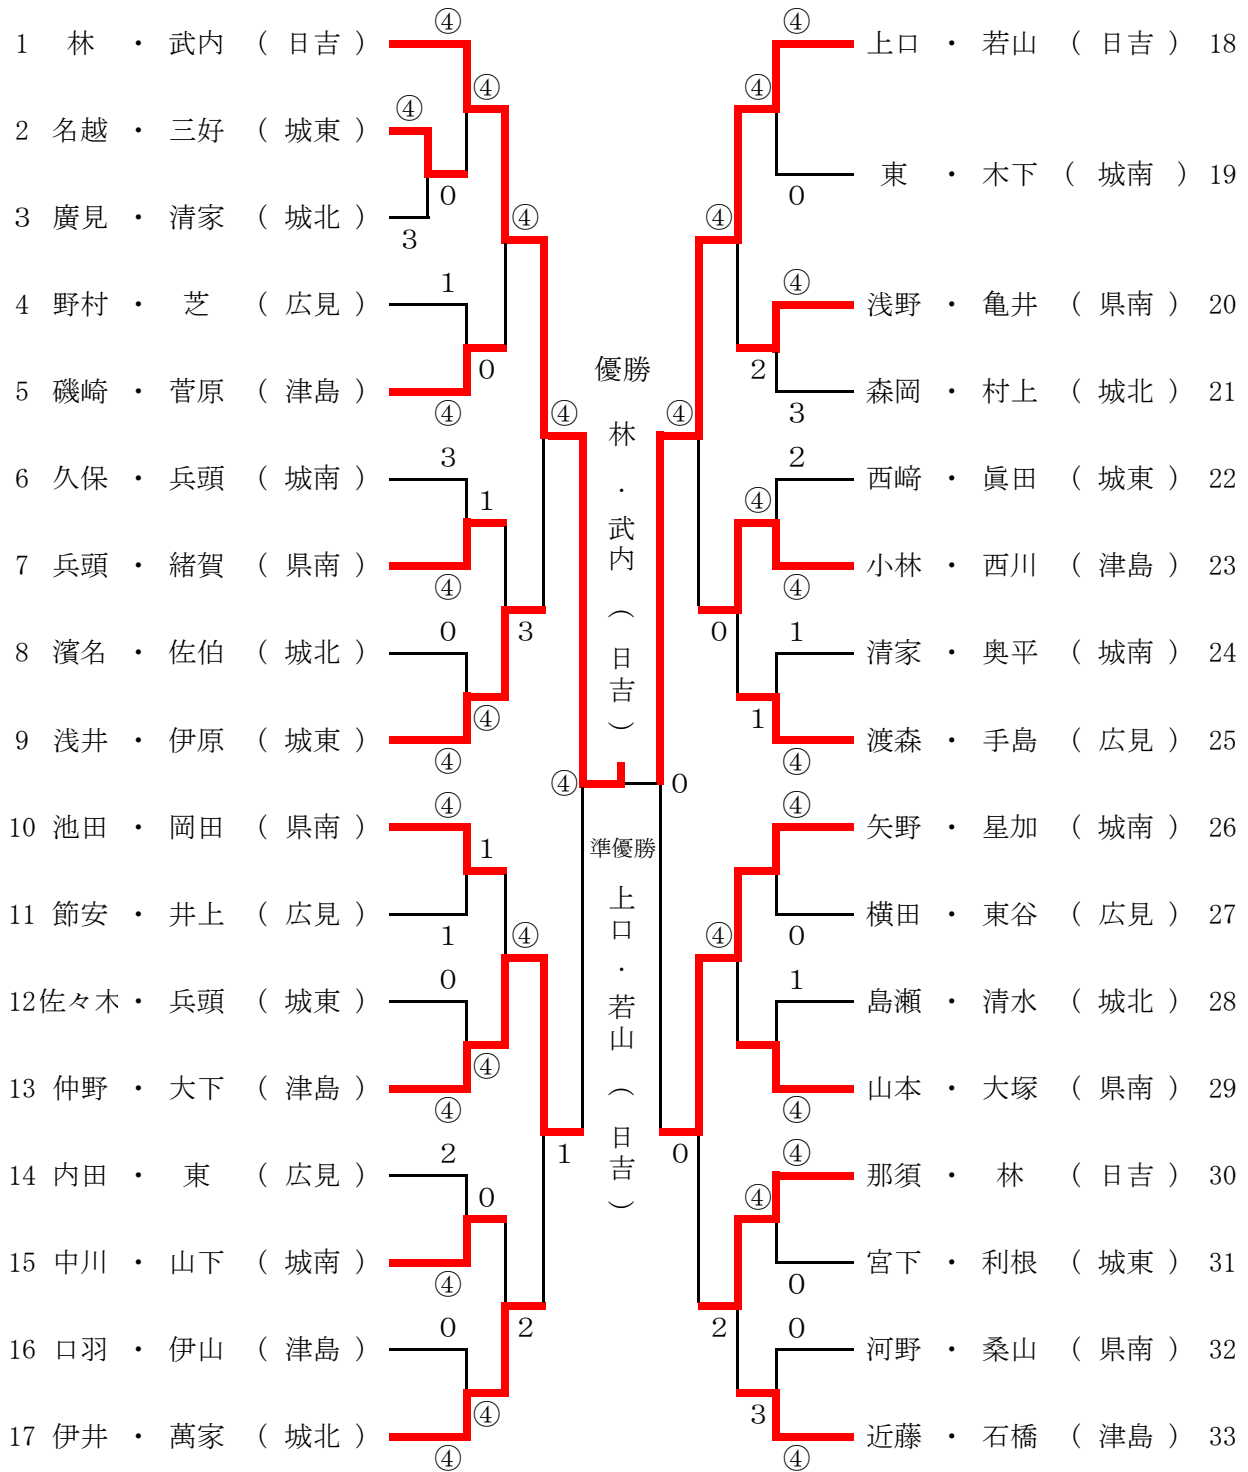 1 林 ・ 武内 （ 日吉 ）
2 名越 ・ 三好 （ 城東 ）
3 廣見 ・ 清家 （ 城北 ）
4 野村 ・ 芝 （ 広見 ）
5 磯崎 ・ 菅原 （ 津島 ）
6 久保 ・ 兵頭 （ 城南 ）
7 兵頭 ・ 緒賀 （ 県南 ）
8 濱名 ・ 佐伯 （ 城北 ）
9 浅井 ・ 伊原 （ 城東 ）
10 池田 ・ 岡田 （ 県南 ）
11 節安 ・ 井上 （ 広見 ）
12 佐々木 ・ 兵頭 （ 城東 ）
13 仲野 ・ 大下 （ 津島 ）
14 内田 ・ 東 （ 広見 ）
15 中川 ・ 山下 （ 城南 ）
16 口羽 ・ 伊山 （ 津島 ）
17 伊井 ・ 萬家 （ 城北 ）
④
④
3
1
④
3
④
0
④
④
1
0
④
2
④
0
④
④
0
0
1
④
1
④
0
④
④
3
④
2
④
1
④
優勝
林・武内（日吉）
準優勝
上口・若山（日吉）
0
④
0
④
0
④
2
④
0
④
2
④
1
④
3
④
0
④
3
2
④
1
④
④
0
1
④
④
0
0
④
上口 ・ 若山 （ 日吉 ） 18
東 ・ 木下 （ 城南 ） 19
浅野 ・ 亀井 （ 県南 ） 20
森岡 ・ 村上 （ 城北 ） 21
西﨑 ・ 眞田 （ 城東 ） 22
小林 ・ 西川 （ 津島 ） 23
清家 ・ 奥平 （ 城南 ） 24
渡森 ・ 手島 （ 広見 ） 25
矢野 ・ 星加 （ 城南 ） 26
横田 ・ 東谷 （ 広見 ） 27
島瀬 ・ 清水 （ 城北 ） 28
山本 ・ 大塚 （ 県南 ） 29
那須 ・ 林 （ 日吉 ） 30
宮下 ・ 利根 （ 城東 ） 31
河野 ・ 桑山 （ 県南 ） 32
近藤 ・ 石橋 （ 津島 ） 33